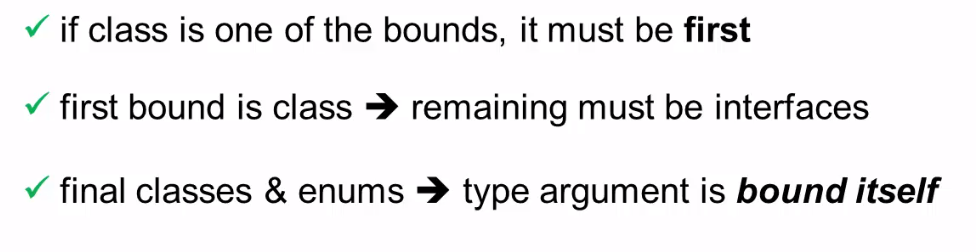 ✓ if class is one of the bounds, it must be first
✓ first bound is class ➔ remaining must be interfaces
✓ final classes & enums ➔ type argument is bound itself